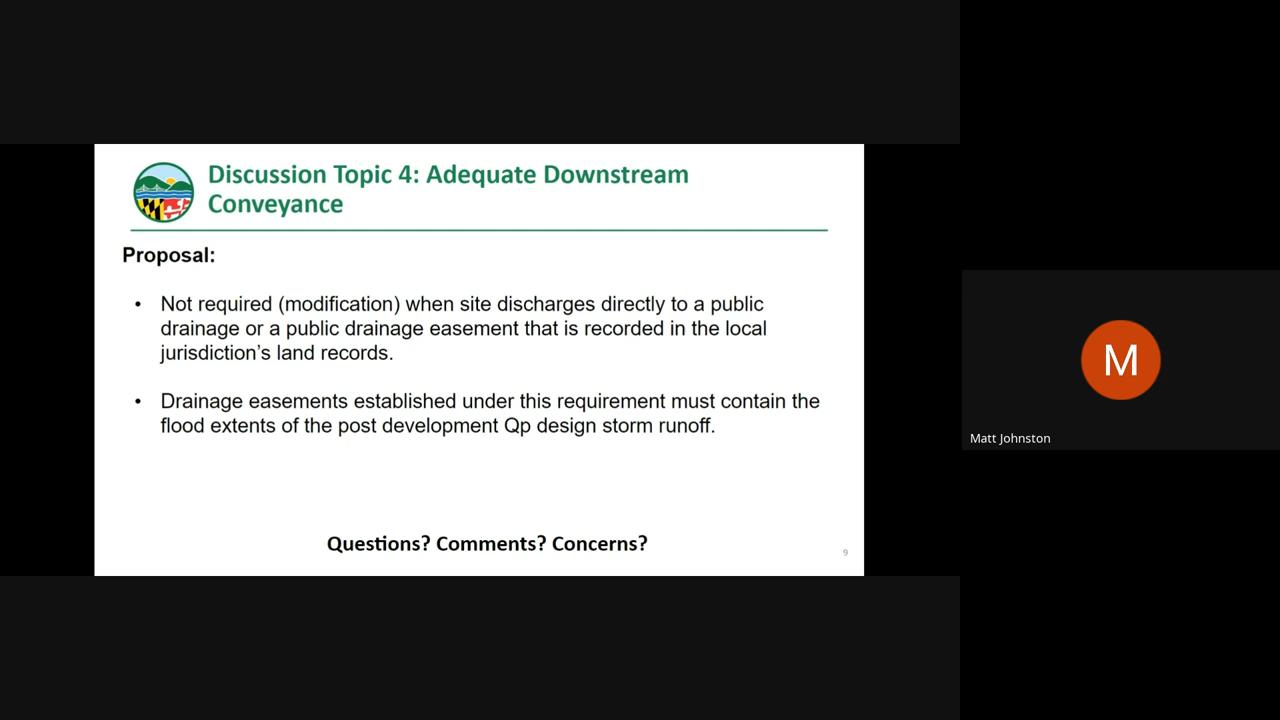 Discussion Topic 4: Adequate Downstream
Conveyance
Proposal:
• Not required (modification) when site discharges directly to a public
drainage or a public drainage easement that is recorded in the local
jurisdiction's land records.
• Drainage easements established under this requirement must contain the
flood extents of the post development Qp design storm runoff.
Questions? Comments? Concerns?
9
M
Matt Johnston